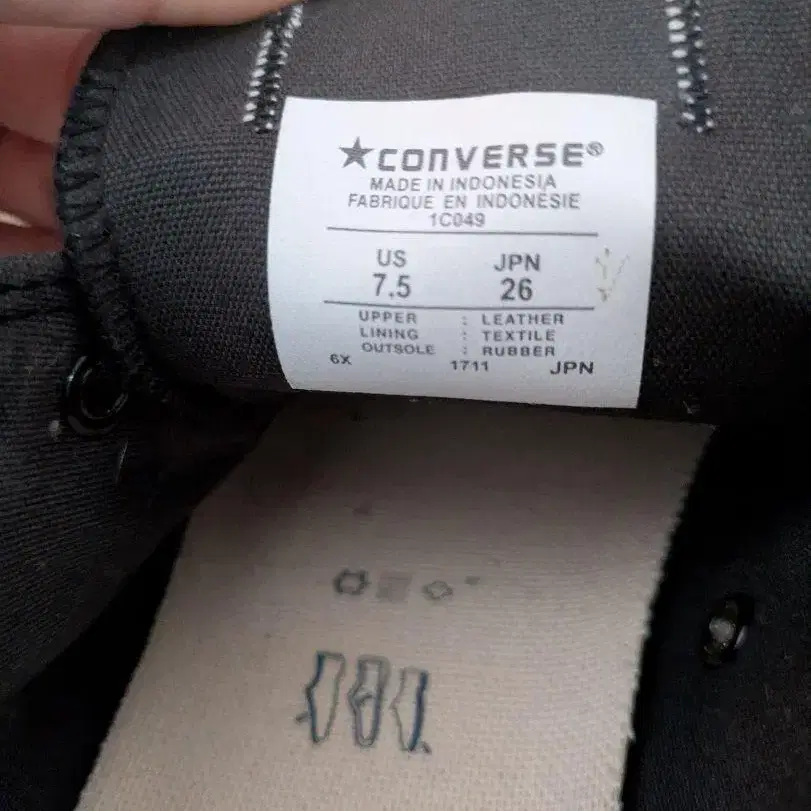 ★CONVERSE®
MADE IN INDONESIA
FABRIQUE EN INDONESIE
1C049
US JPN
7.5 26
UPPER : LEATHER
LINING : TEXTILE
OUTSOLE : RUBBER
6X 1711 JPN